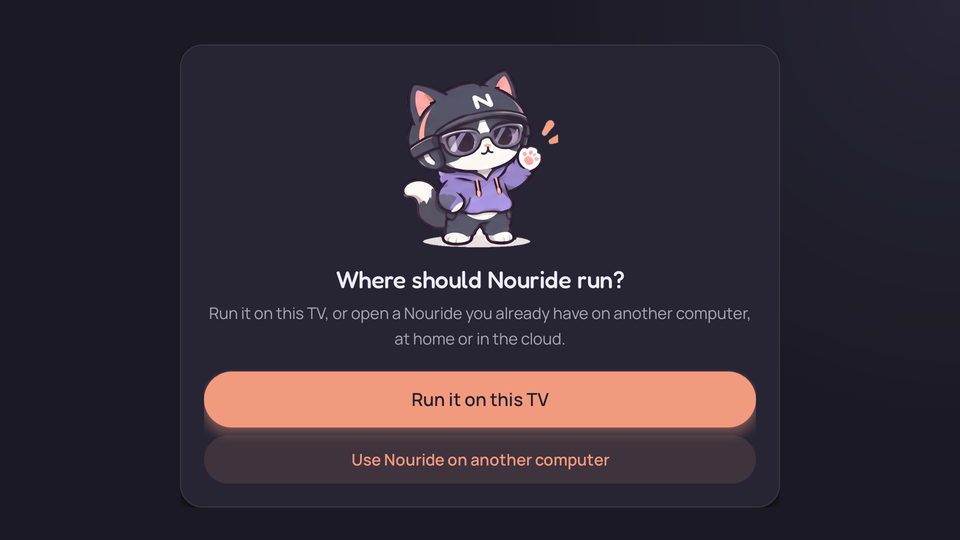 N
Where should Nouride run?
Run it on this TV, or open a Nouride you already have on another computer,
at home or in the cloud.
Run it on this TV
Use Nouride on another computer